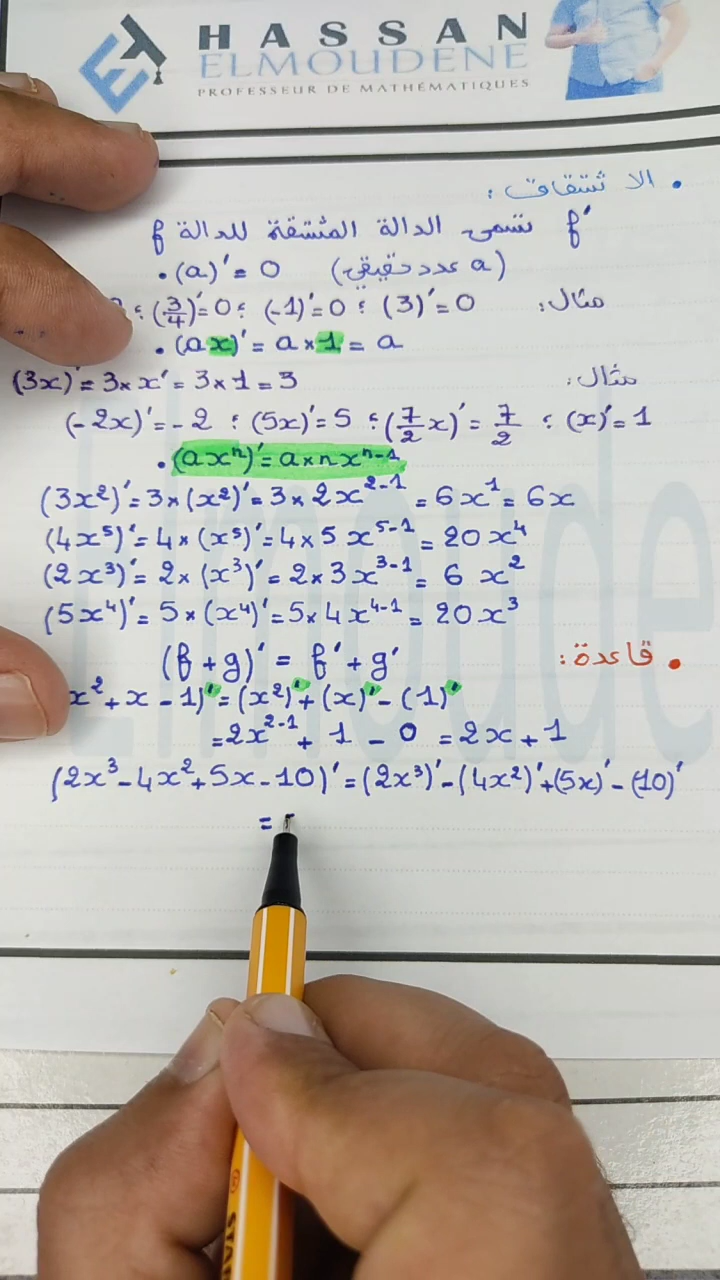 HASSAN
ELMOUDENE
PROFESSEUR DE MATHÉMATIQUES
• الاشتقاق :
f' تسمى الدالة المشتقة للدالة f
• (a)' = 0 (a عدد حقيقي)
مثال: (3)' = 0 ؛ (-1)' = 0 ؛ (3/4)' = 0 ؛
• (ax)' = a × 1 = a
مثال: (3x)' = 3 × x' = 3 × 1 = 3
(-2x)' = -2 ؛ (5x)' = 5 ؛ (7/2 x)' = 7/2 ؛ (x)' = 1
• (axⁿ)' = a × n xⁿ⁻¹
(3x²)' = 3 × (x²)' = 3 × 2x²⁻¹ = 6x¹ = 6x
(4x⁵)' = 4 × (x⁵)' = 4 × 5 x⁵⁻¹ = 20x⁴
(2x³)' = 2 × (x³)' = 2 × 3x³⁻¹ = 6 x²
(5x⁴)' = 5 × (x⁴)' = 5 × 4x⁴⁻¹ = 20x³
• قاعدة: (f + g)' = f' + g'
x² + x - 1)' = (x²)' + (x)' - (1)'
= 2x²⁻¹ + 1 - 0 = 2x + 1
(2x³ - 4x² + 5x - 10)' = (2x³)' - (4x²)' + (5x)' - (10)'
=
Elmoude